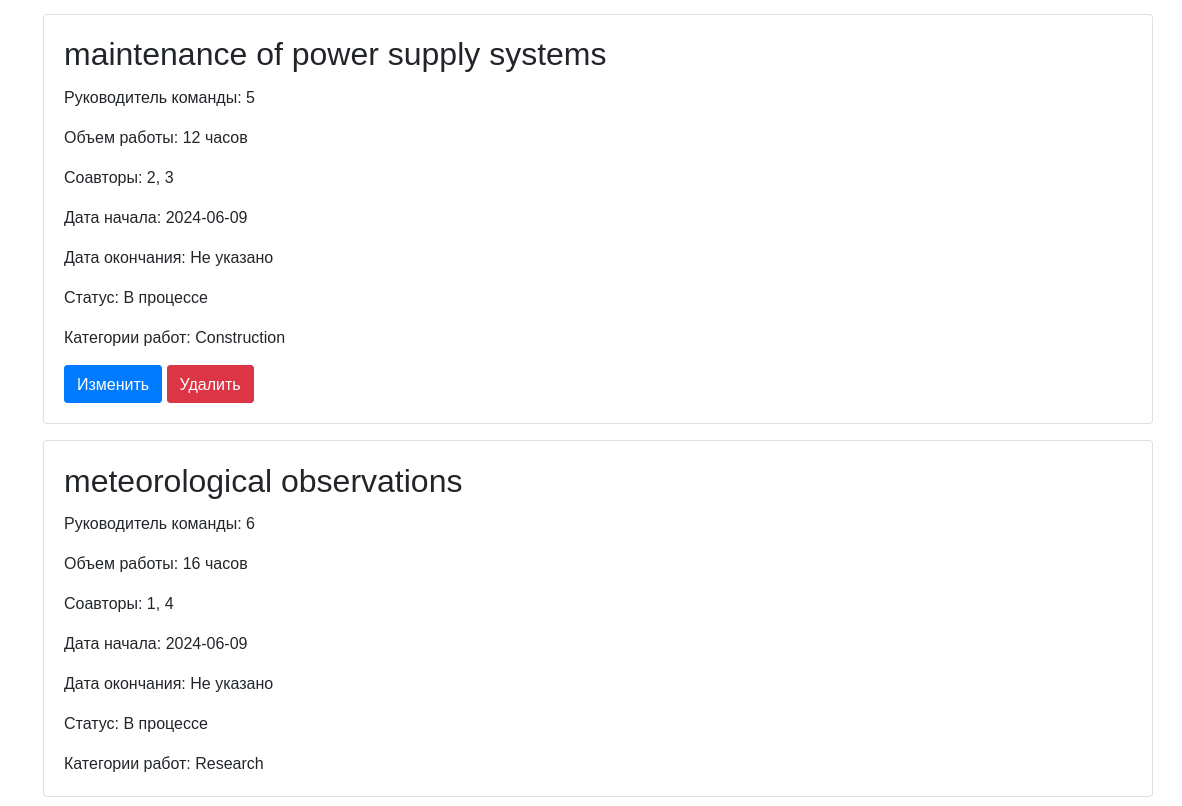 maintenance of power supply systems
Руководитель команды: 5
Объем работы: 12 часов
Соавторы: 2, 3
Дата начала: 2024-06-09
Дата окончания: Не указано
Статус: В процессе
Категории работ: Construction
Изменить Удалить
meteorological observations
Руководитель команды: 6
Объем работы: 16 часов
Соавторы: 1, 4
Дата начала: 2024-06-09
Дата окончания: Не указано
Статус: В процессе
Категории работ: Research